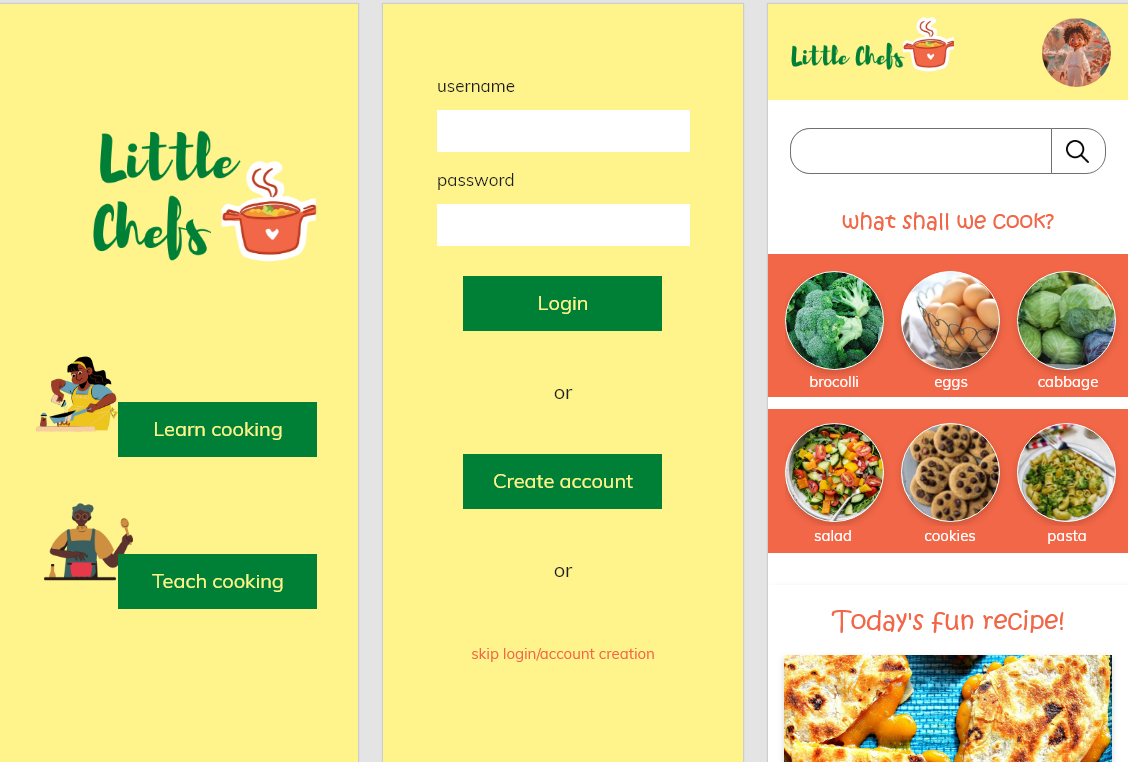 Little
Chefs
Learn cooking
Teach cooking
username
password
Login
or
Create account
or
skip login/account creation
Little Chefs
what shall we cook?
brocolli
eggs
cabbage
salad
cookies
pasta
Today's fun recipe!